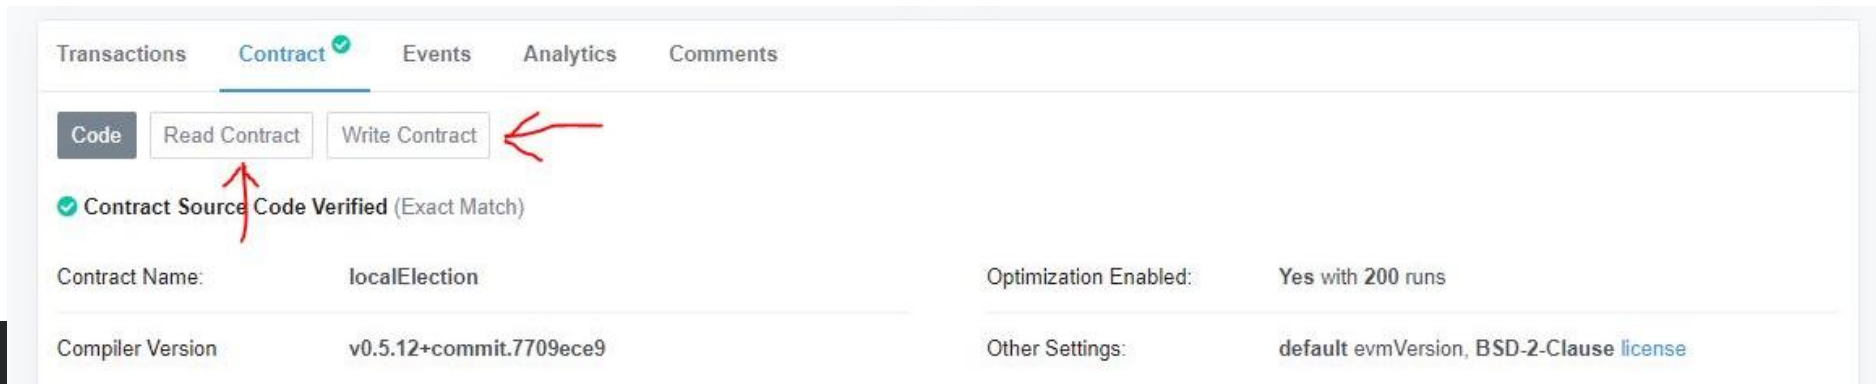 Transactions Contract Events Analytics Comments
Code Read Contract Write Contract
Contract Source Code Verified (Exact Match)
Contract Name: localElection Optimization Enabled: Yes with 200 runs
Compiler Version v0.5.12+commit.7709ece9 Other Settings: default evmVersion, BSD-2-Clause license